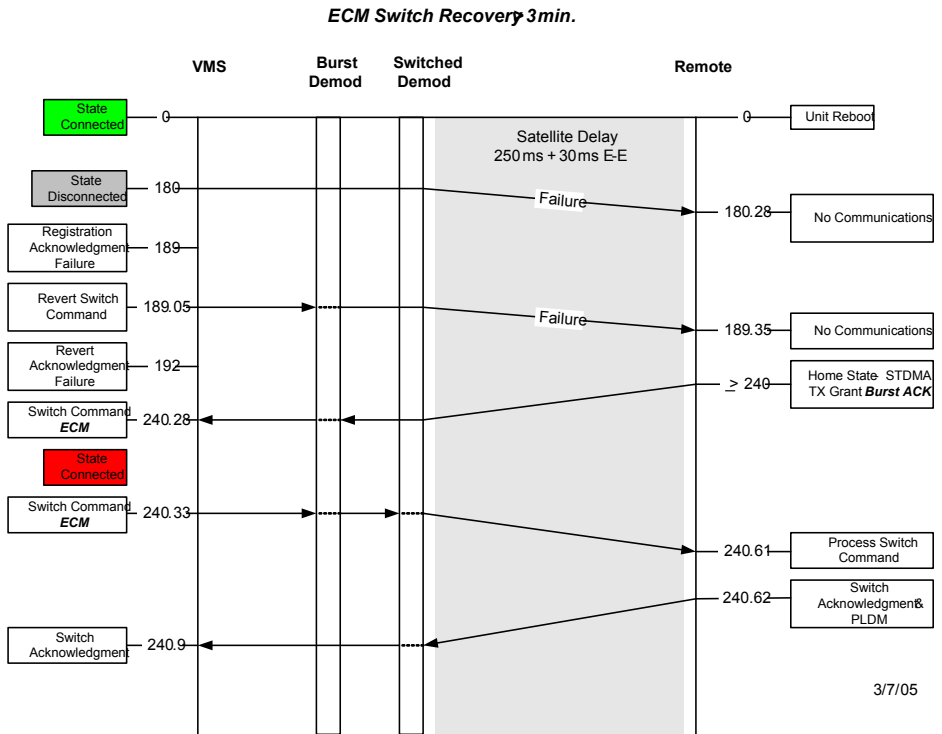 ECM Switch Recovery > 3min.
VMS
Burst
Demod
Switched
Demod
Remote
State
Connected
0
0
Unit Reboot
Satellite Delay
250 ms + 30 ms E-E
State
Disconnected
180
Failure
180.28
No Communications
Registration
Acknowledgment
Failure
189
Revert Switch
Command
189.05
Failure
189.35
No Communications
Revert
Acknowledgment
Failure
192
> 240
Home State - STDMA
TX Grant Burst ACK
Switch Command
ECM
240.28
State
Connected
Switch Command
ECM
240.33
240.61
Process Switch
Command
240.62
Switch
Acknowledgment &
PLDM
Switch
Acknowledgment
240.9
3/7/05